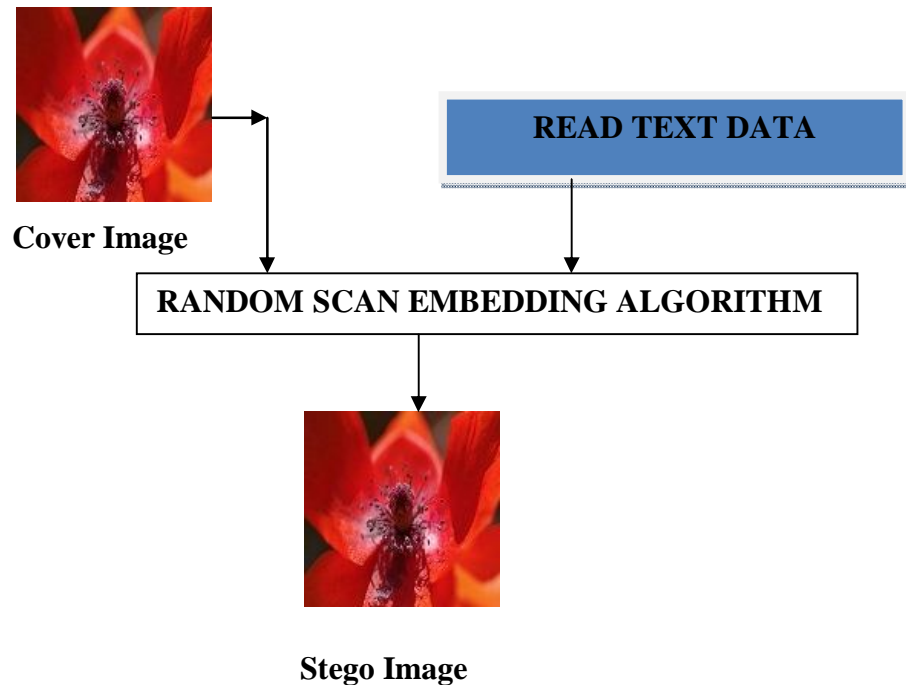 READ TEXT DATA
Cover Image
RANDOM SCAN EMBEDDING ALGORITHM
Stego Image